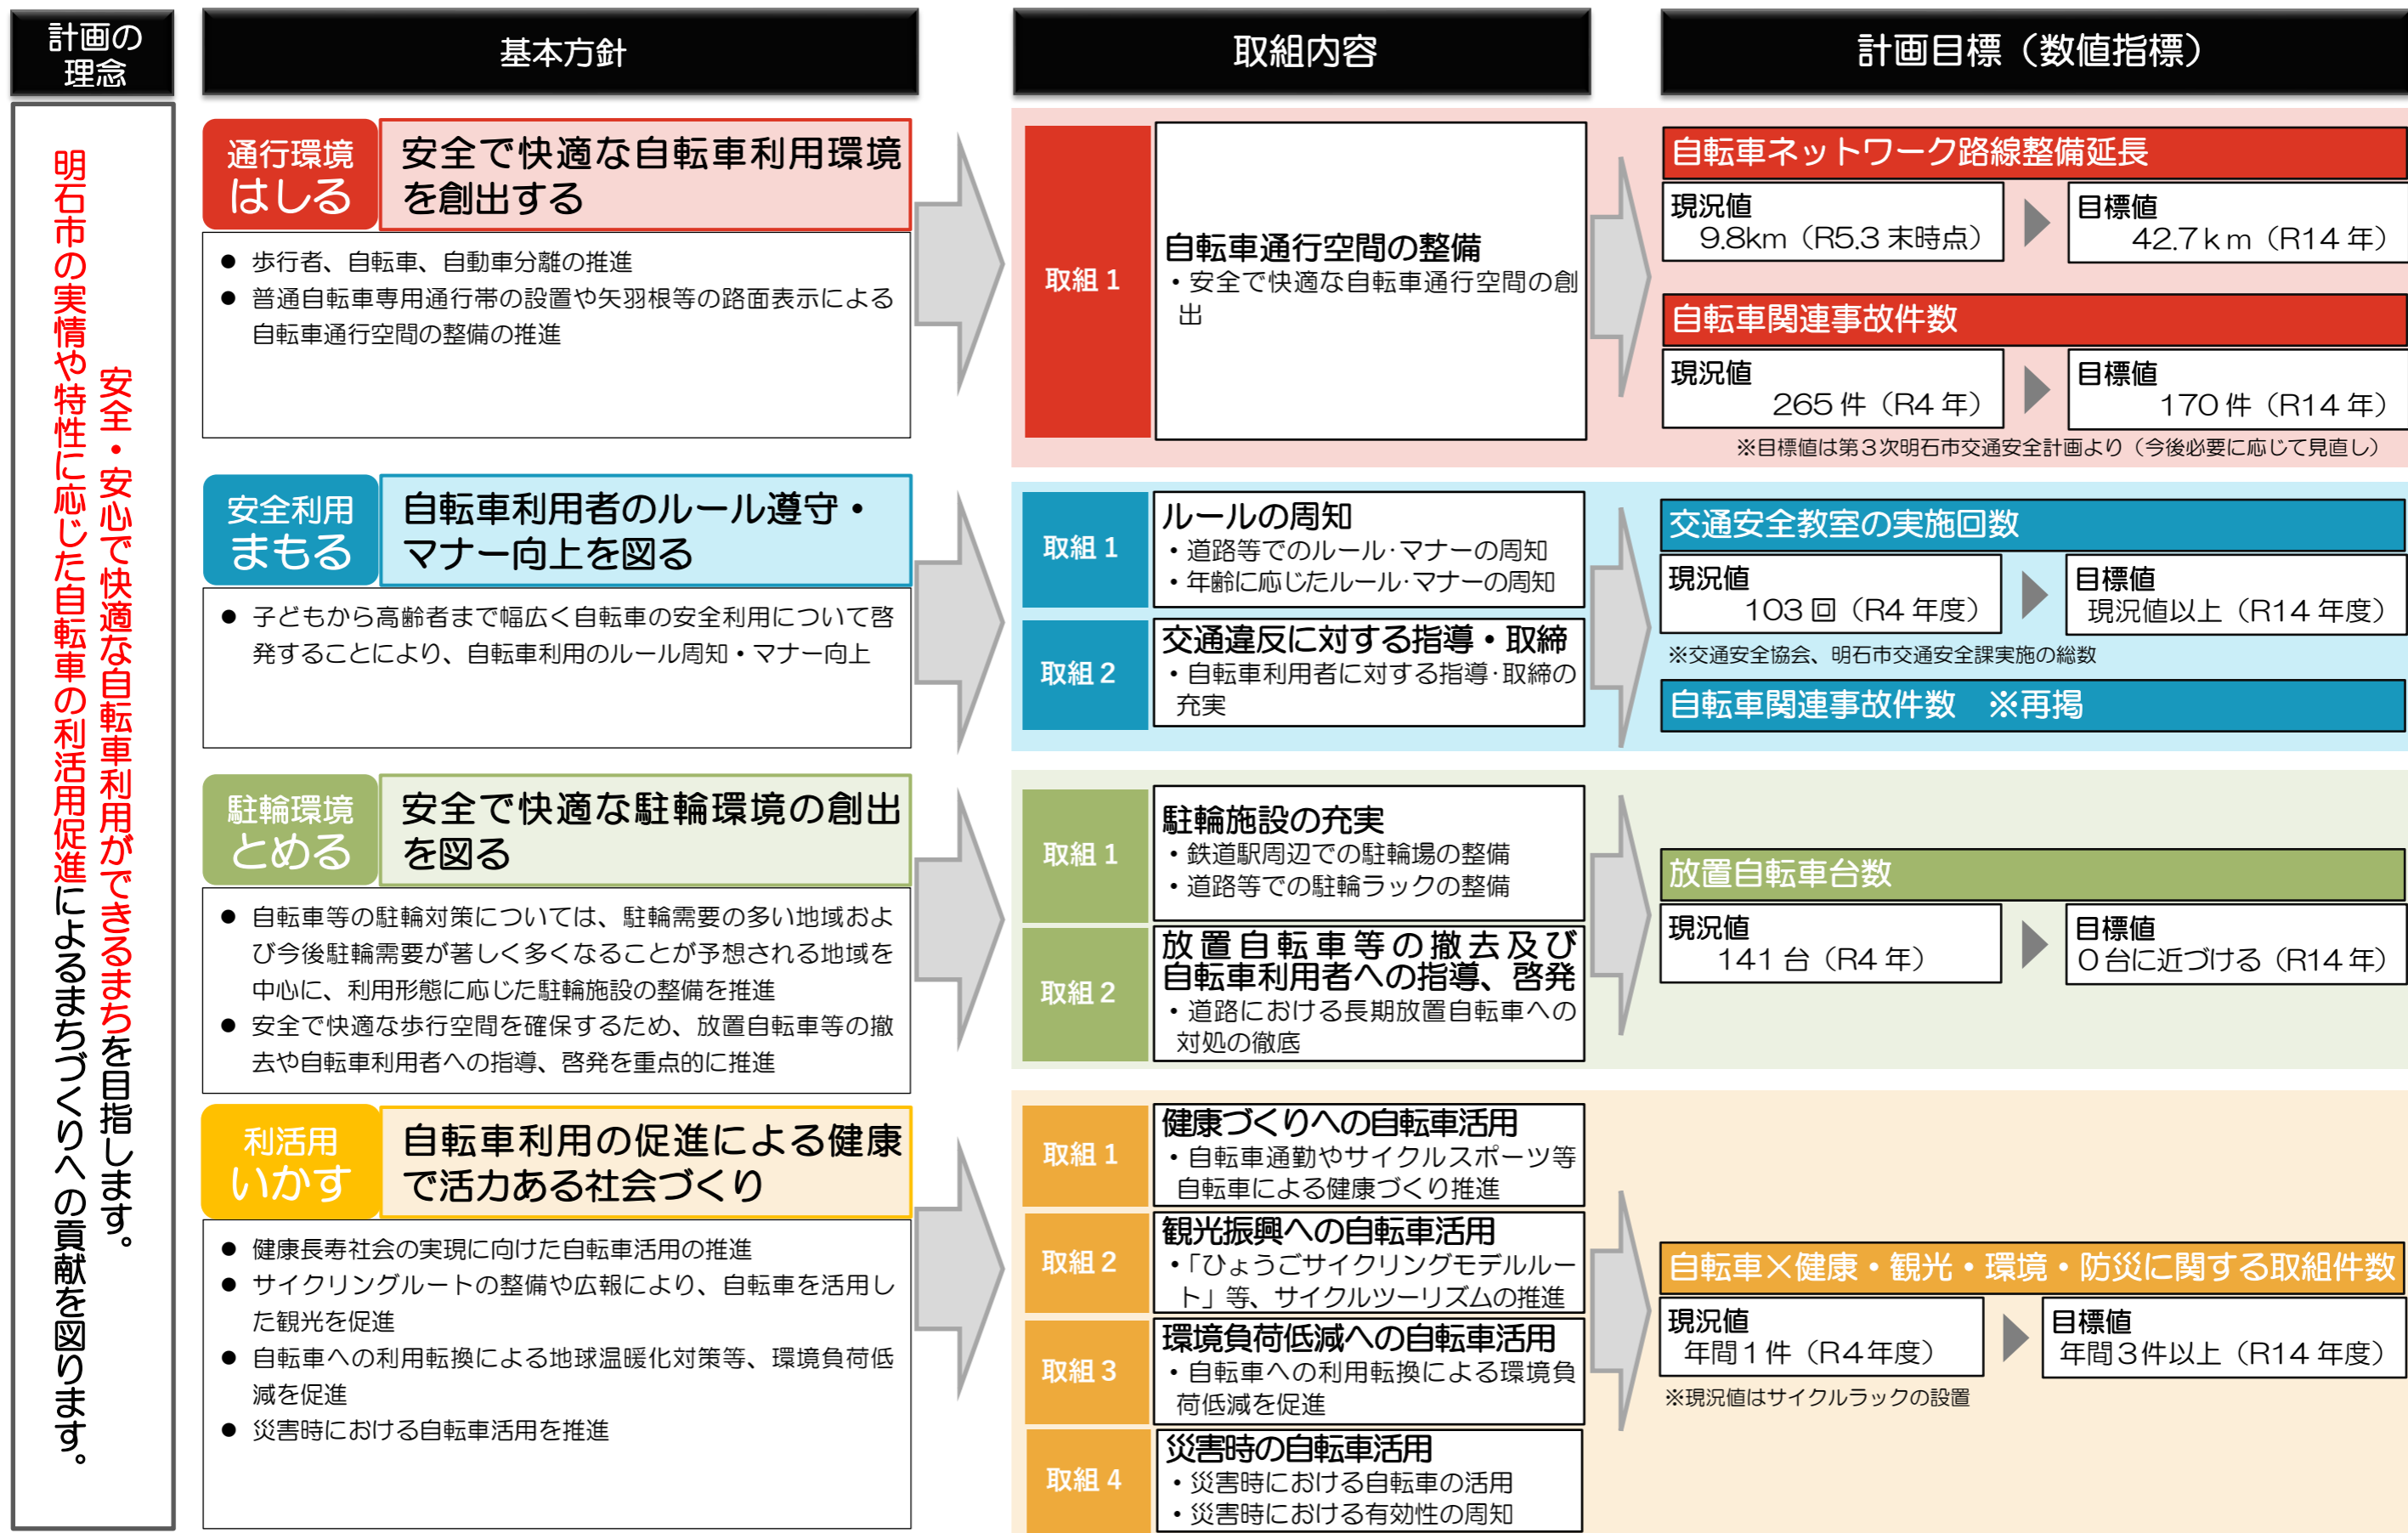 計画の
理念
基本方針
取組内容
計画目標（数値指標）
安全・安心で快適な自転車利用ができるまちを目指します。
明石市の実情や特性に応じた自転車の利活用促進によるまちづくりへの貢献を図ります。
通行環境
はしる
安全で快適な自転車利用環境
を創出する
● 歩行者、自転車、自動車分離の推進
● 普通自転車専用通行帯の設置や矢羽根等の路面表示による
自転車通行空間の整備の推進
取組 1
自転車通行空間の整備
・安全で快適な自転車通行空間の創
出
自転車ネットワーク路線整備延長
現況値
9.8km（R5.3 末時点）
目標値
42.7ｋｍ（R14 年）
自転車関連事故件数
現況値
265 件（R4 年）
目標値
170 件（R14 年）
※目標値は第３次明石市交通安全計画より（今後必要に応じて見直し）
安全利用
まもる
自転車利用者のルール遵守・
マナー向上を図る
● 子どもから高齢者まで幅広く自転車の安全利用について啓
発することにより、自転車利用のルール周知・マナー向上
取組 1
ルールの周知
・道路等でのルール･マナーの周知
・年齢に応じたルール･マナーの周知
取組 2
交通違反に対する指導・取締
・自転車利用者に対する指導･取締の
充実
交通安全教室の実施回数
現況値
103 回（R4 年度）
目標値
現況値以上（R14 年度）
※交通安全協会、明石市交通安全課実施の総数
自転車関連事故件数　※再掲
駐輪環境
とめる
安全で快適な駐輪環境の創出
を図る
● 自転車等の駐輪対策については、駐輪需要の多い地域およ
び今後駐輪需要が著しく多くなることが予想される地域を
中心に、利用形態に応じた駐輪施設の整備を推進
● 安全で快適な歩行空間を確保するため、放置自転車等の撤
去や自転車利用者への指導、啓発を重点的に推進
取組 1
駐輪施設の充実
・鉄道駅周辺での駐輪場の整備
・道路等での駐輪ラックの整備
取組 2
放置自転車等の撤去及び
自転車利用者への指導、啓発
・道路における長期放置自転車への
対処の徹底
放置自転車台数
現況値
141 台（R4 年）
目標値
０台に近づける（R14 年）
利活用
いかす
自転車利用の促進による健康
で活力ある社会づくり
● 健康長寿社会の実現に向けた自転車活用の推進
● サイクリングルートの整備や広報により、自転車を活用し
た観光を促進
● 自転車への利用転換による地球温暖化対策等、環境負荷低
減を促進
● 災害時における自転車活用を推進
取組 1
健康づくりへの自転車活用
・自転車通勤やサイクルスポーツ等
自転車による健康づくり推進
取組 2
観光振興への自転車活用
・「ひょうごサイクリングモデルルー
ト」等、サイクルツーリズムの推進
取組 3
環境負荷低減への自転車活用
・自転車への利用転換による環境負
荷低減を促進
取組 4
災害時の自転車活用
・災害時における自転車の活用
・災害時における有効性の周知
自転車×健康・観光・環境・防災に関する取組件数
現況値
年間１件（R４年度）
目標値
年間３件以上（R14 年度）
※現況値はサイクルラックの設置